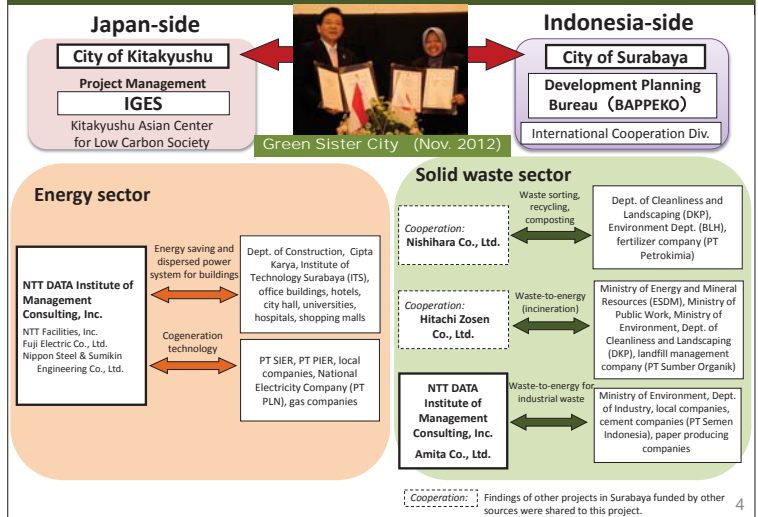 Japan-side
Indonesia-side
City of Kitakyushu
Project Management
IGES
Kitakyushu Asian Center
for Low Carbon Society
City of Surabaya
Development Planning
Bureau（BAPPEKO）
International Cooperation Div.
Green Sister City (Nov. 2012)
Energy sector
NTT DATA Institute of
Management
Consulting, Inc.
NTT Facilities, Inc.
Fuji Electric Co., Ltd.
Nippon Steel & Sumikin
Engineering Co., Ltd.
Energy saving and
dispersed power
system for buildings
Dept. of Construction, Cipta
Karya, Institute of
Technology Surabaya (ITS),
office buildings, hotels,
city hall, universities,
hospitals, shopping malls
Cogeneration
technology
PT SIER, PT PIER, local
companies, National
Electricity Company (PT
PLN), gas companies
Solid waste sector
Cooperation:
Nishihara Co., Ltd.
Waste sorting,
recycling,
composting
Dept. of Cleanliness and
Landscaping (DKP),
Environment Dept. (BLH),
fertilizer company (PT
Petrokimia)
Cooperation:
Hitachi Zosen
Co., Ltd.
Waste-to-energy
(incineration)
Ministry of Energy and Mineral
Resources (ESDM), Ministry of
Public Work, Ministry of
Environment, Dept. of
Cleanliness and Landscaping
(DKP), landfill management
company (PT Sumber Organik)
NTT DATA
Institute of
Management
Consulting, Inc.
Amita Co., Ltd.
Waste-to-energy for
industrial waste
Ministry of Environment, Dept.
of Industry, local companies,
cement companies (PT Semen
Indonesia), paper producing
companies
Cooperation: Findings of other projects in Surabaya funded by other
sources were shared to this project.
4